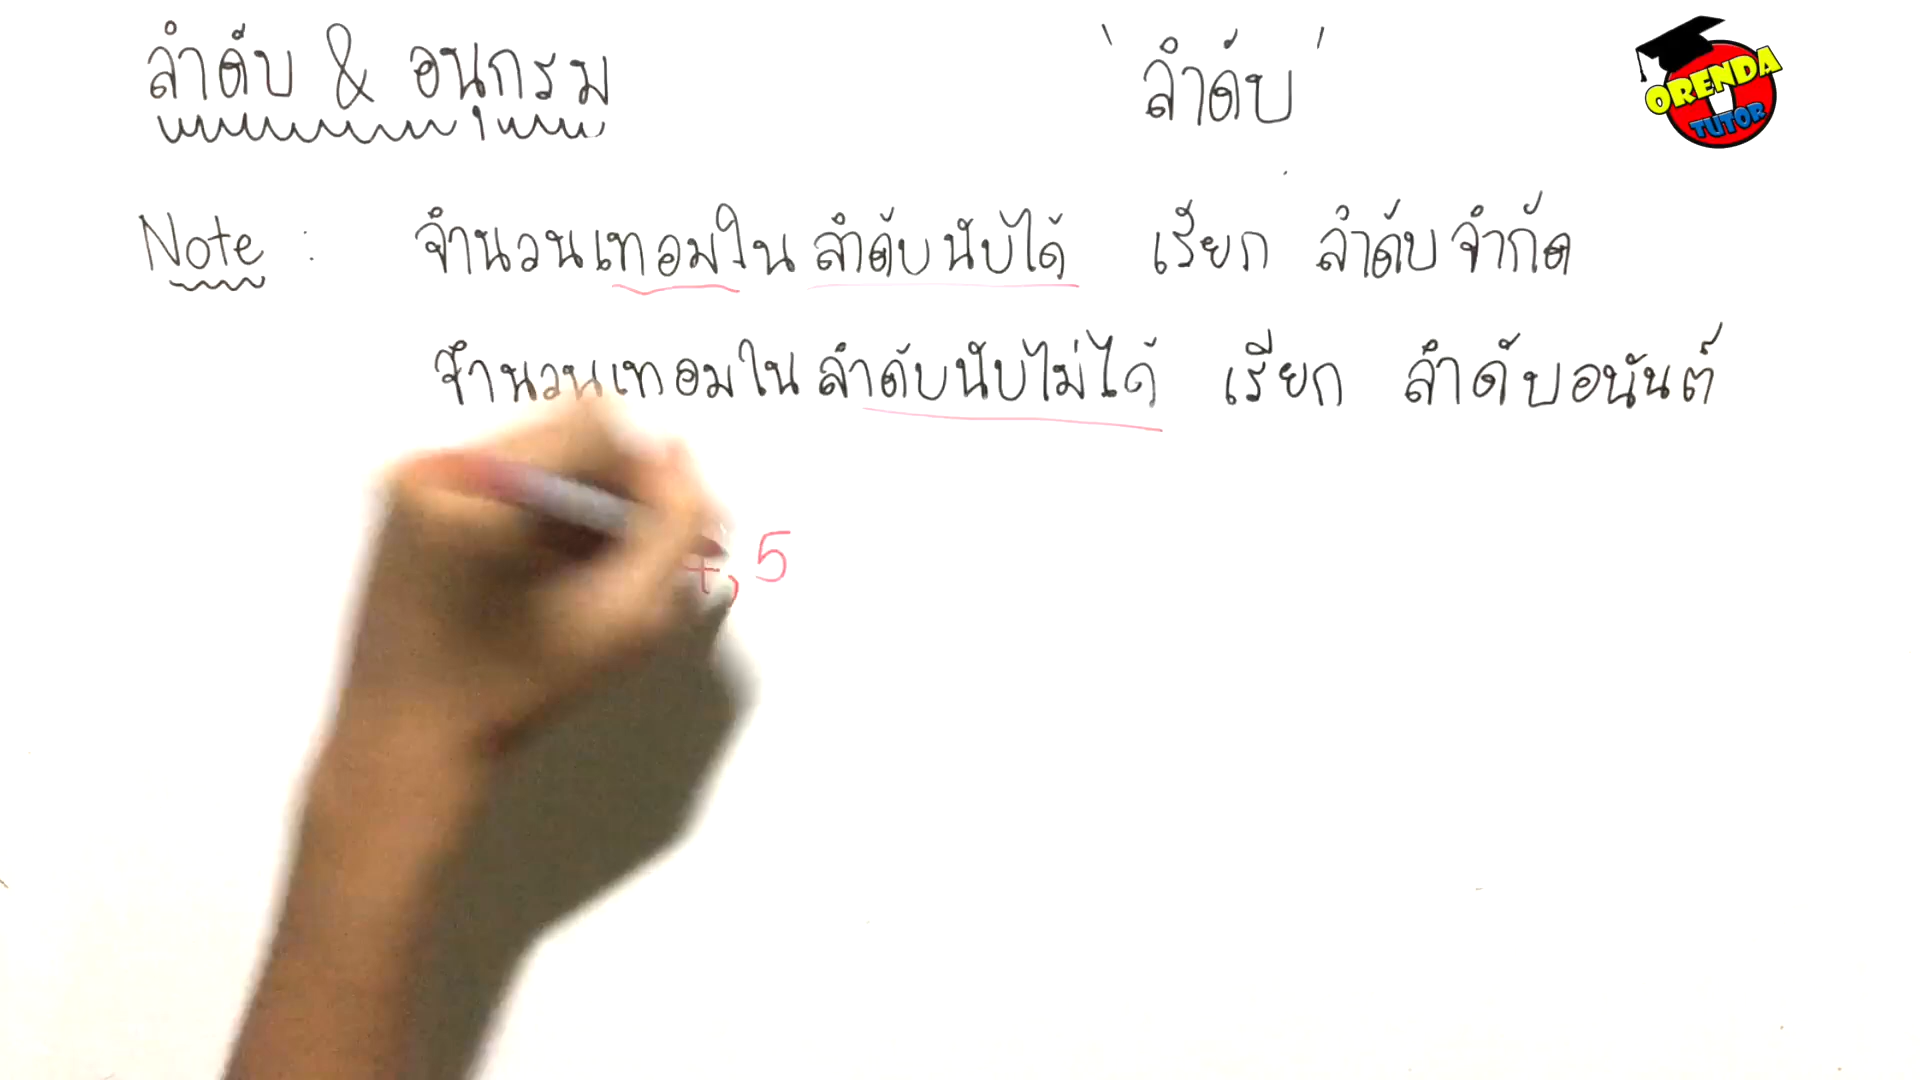 ลำดับ & อนุกรม
'ลำดับ'
ORENDA
TUTOR
Note : จำนวนเทอมใน ลำดับนับได้ เรียก ลำดับจำกัด
จำนวนเทอมใน ลำดับนับไม่ได้ เรียก ลำดับอนันต์
4, 5